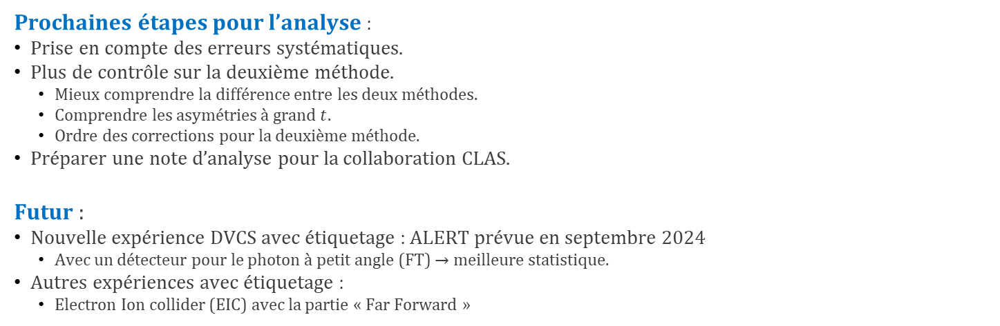 Prochaines étapes pour l’analyse :
• Prise en compte des erreurs systématiques.
• Plus de contrôle sur la deuxième méthode.
• Mieux comprendre la différence entre les deux méthodes.
• Comprendre les asymétries à grand t.
• Ordre des corrections pour la deuxième méthode.
• Préparer une note d’analyse pour la collaboration CLAS.
Futur :
• Nouvelle expérience DVCS avec étiquetage : ALERT prévue en septembre 2024
• Avec un détecteur pour le photon à petit angle (FT) → meilleure statistique.
• Autres expériences avec étiquetage :
• Electron Ion collider (EIC) avec la partie « Far Forward »